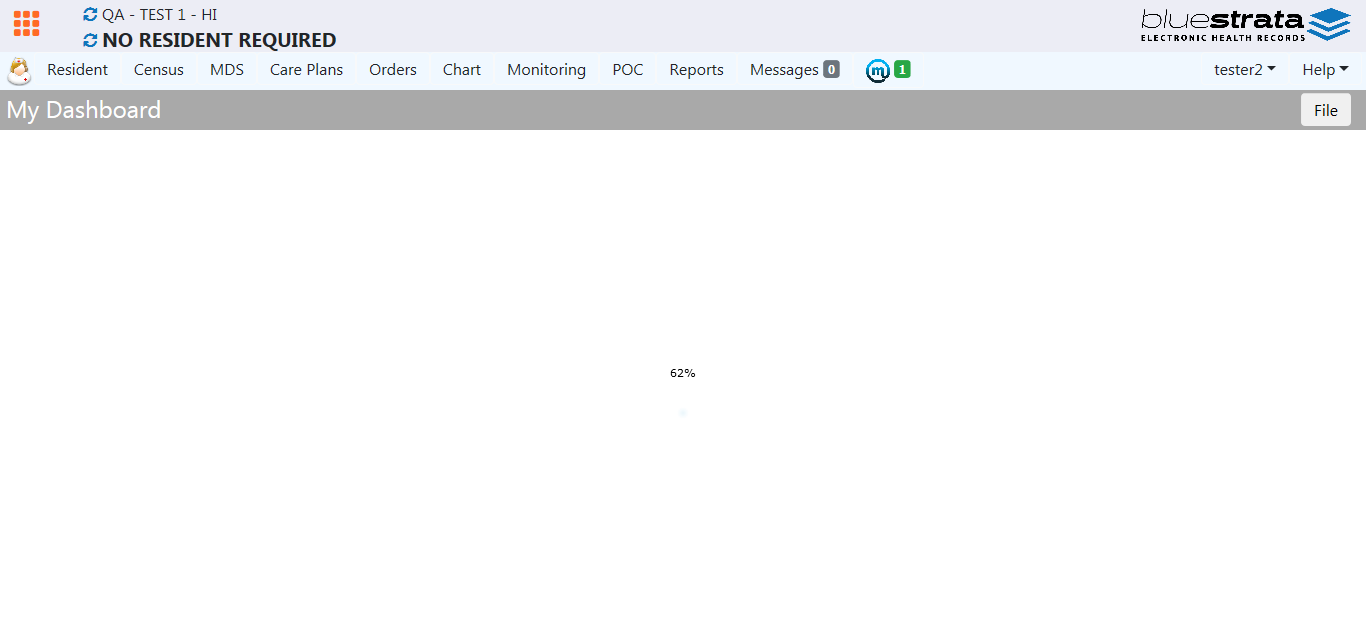 QA - TEST 1 - HI
NO RESIDENT REQUIRED
bluestrata
ELECTRONIC HEALTH RECORDS
Resident Census MDS Care Plans Orders Chart Monitoring POC Reports Messages 0 m 1 tester2 Help
My Dashboard File
62%